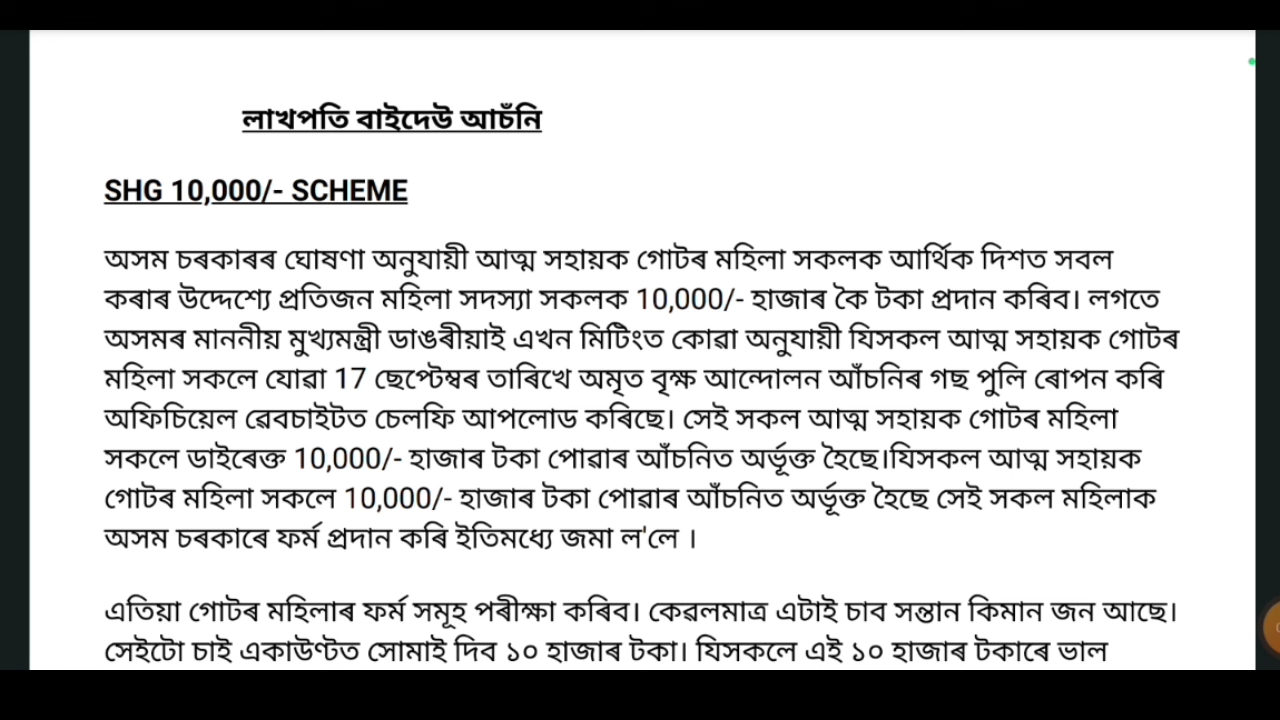 লাখপতি বাইদেউ আচঁনি
SHG 10,000/- SCHEME
অসম চৰকাৰৰ ঘোষণা অনুযায়ী আত্ম সহায়ক গোটৰ মহিলা সকলক আৰ্থিক দিশত সবল
কৰাৰ উদ্দেশ্যে প্ৰতিজন মহিলা সদস্যা সকলক 10,000/- হাজাৰ কৈ টকা প্ৰদান কৰিব। লগতে
অসমৰ মাননীয় মুখ্যমন্ত্ৰী ডাঙৰীয়াই এখন মিটিংত কোৱা অনুযায়ী যিসকল আত্ম সহায়ক গোটৰ
মহিলা সকলে যোৱা 17 ছেপ্টেম্বৰ তাৰিখে অমৃত বৃক্ষ আন্দোলন আঁচনিৰ গছ পুলি ৰোপন কৰি
অফিচিয়েল ৱেবচাইটত চেলফি আপলোড কৰিছে। সেই সকল আত্ম সহায়ক গোটৰ মহিলা
সকলে ডাইৰেক্ত 10,000/- হাজাৰ টকা পোৱাৰ আঁচনিত অৰ্ভূক্ত হৈছে।যিসকল আত্ম সহায়ক
গোটৰ মহিলা সকলে 10,000/- হাজাৰ টকা পোৱাৰ আঁচনিত অৰ্ভূক্ত হৈছে সেই সকল মহিলাক
অসম চৰকাৰে ফৰ্ম প্ৰদান কৰি ইতিমধ্যে জমা ল'লে ।
এতিয়া গোটৰ মহিলাৰ ফৰ্ম সমূহ পৰীক্ষা কৰিব। কেৱলমাত্ৰ এটাই চাব সন্তান কিমান জন আছে।
সেইটো চাই একাউণ্টত সোমাই দিব ১০ হাজাৰ টকা। যিসকলে এই ১০ হাজাৰ টকাৰে ভাল